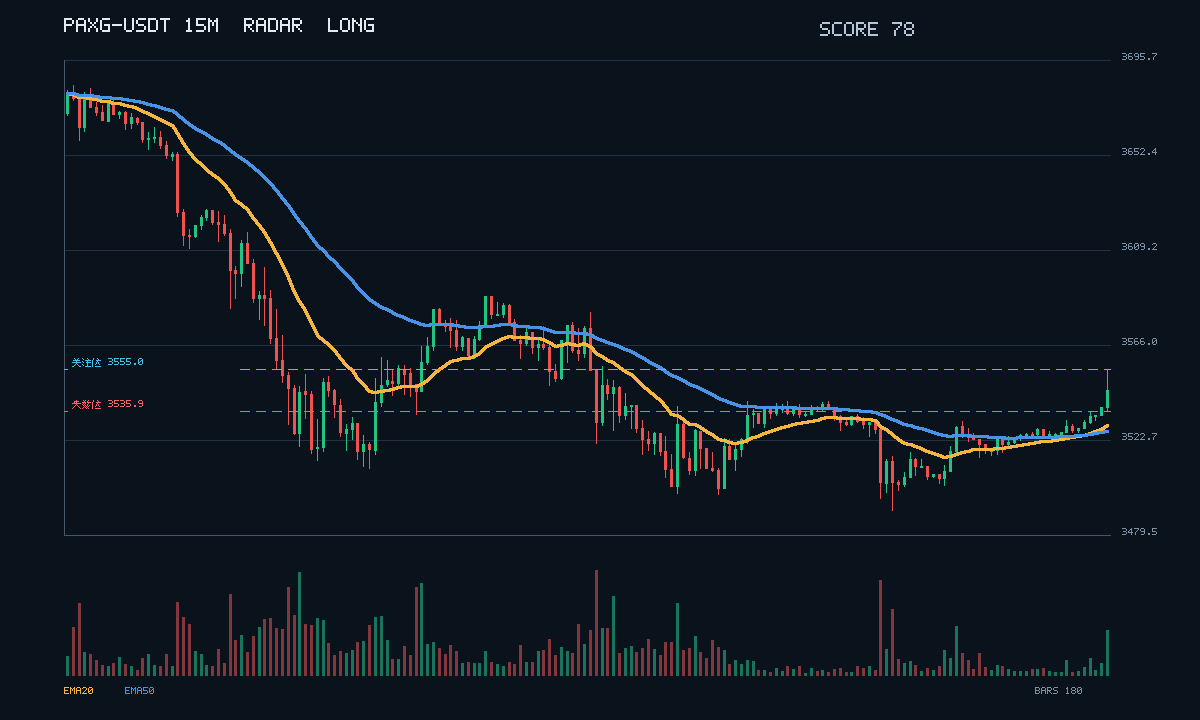 PAXG-USDT 15M RADAR LONG
SCORE 78
3695.7
3652.4
3609.2
3566.0
关注位 3555.0
失效位 3535.9
3522.7
3479.5
EMA20 EMA50
BARS 180